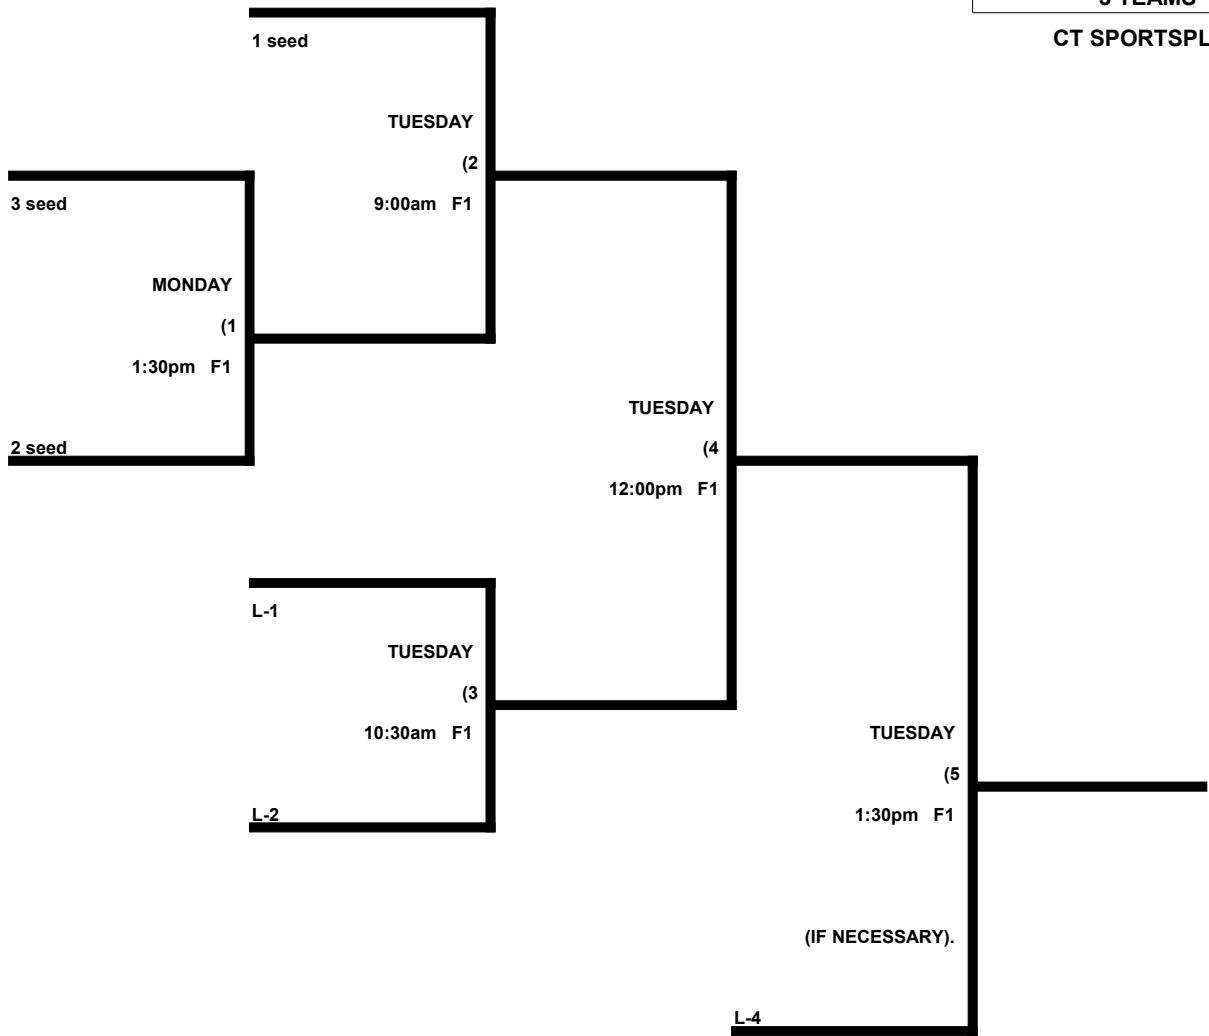 3 TEAMS
CT SPORTSPL
1 seed
TUESDAY
(2
9:00am F1
3 seed
MONDAY
(1
1:30pm F1
2 seed
TUESDAY
(4
12:00pm F1
L-1
TUESDAY
(3
10:30am F1
L-2
TUESDAY
(5
1:30pm F1
(IF NECESSARY).
L-4